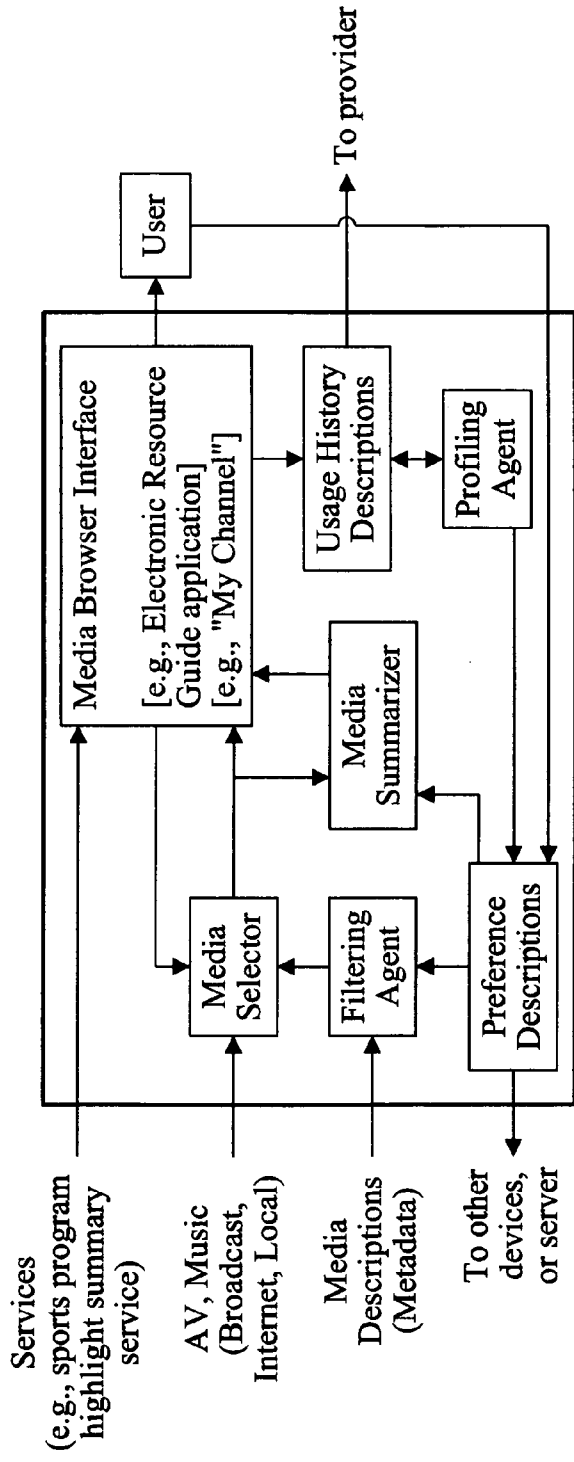 Services
(e.g., sports program
highlight summary
service)
AV, Music
(Broadcast,
Internet, Local)
Media
Descriptions
(Metadata)
To other
devices,
or server
Media Browser Interface
[e.g., Electronic Resource
Guide application]
[e.g., "My Channel"]
Media
Selector
Filtering
Agent
Preference
Descriptions
Media
Summarizer
Usage History
Descriptions
Profiling
Agent
User
To provider